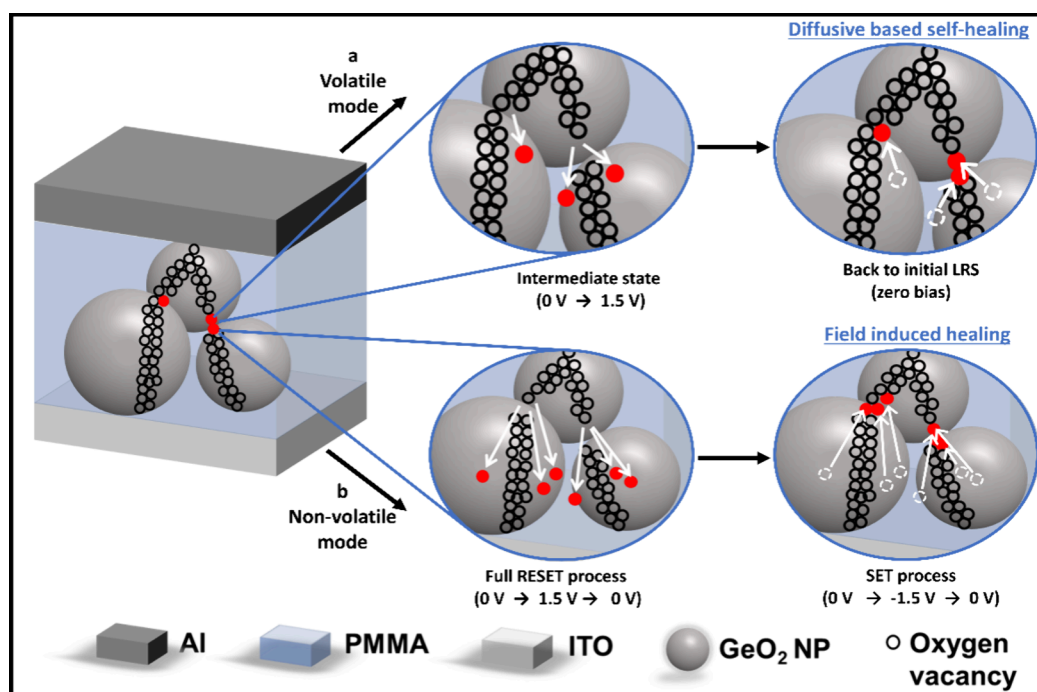 a
Volatile
mode
Diffusive based self-healing
Intermediate state
(0 V → 1.5 V)
Back to initial LRS
(zero bias)
Field induced healing
b
Non-volatile
mode
Full RESET process
(0 V → 1.5 V → 0 V)
SET process
(0 V → -1.5 V → 0 V)
Al
PMMA
ITO
GeO₂ NP
Oxygen
vacancy